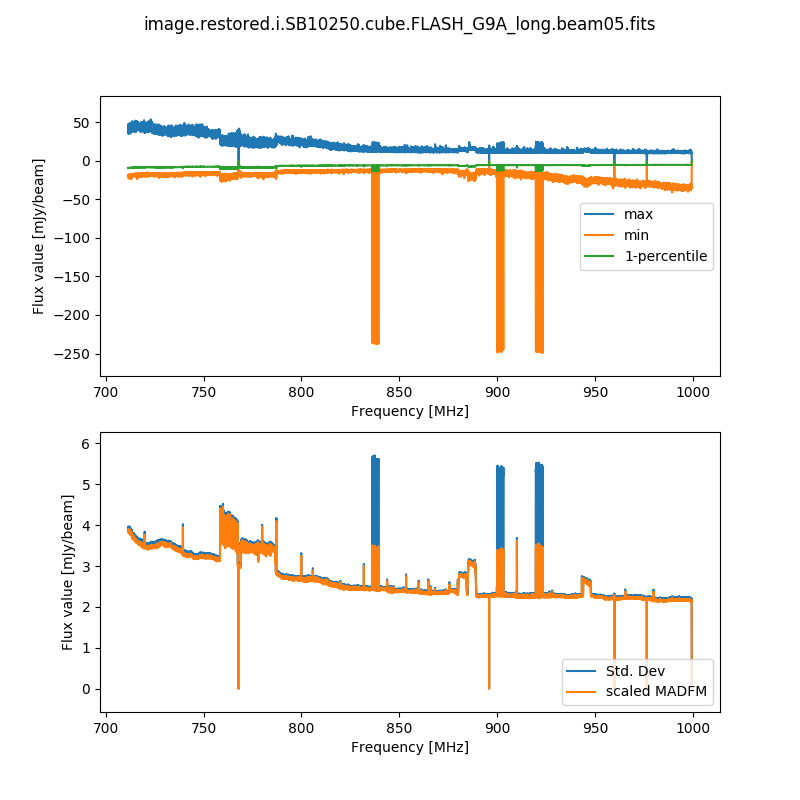 image.restored.i.SB10250.cube.FLASH_G9A_long.beam05.fits
Flux value [mJy/beam]
50
0
−50
−100
−150
−200
−250
max
min
1-percentile
700 750 800 850 900 950 1000
Frequency [MHz]
Flux value [mJy/beam]
6
5
4
3
2
1
0
Std. Dev
scaled MADFM
700 750 800 850 900 950 1000
Frequency [MHz]